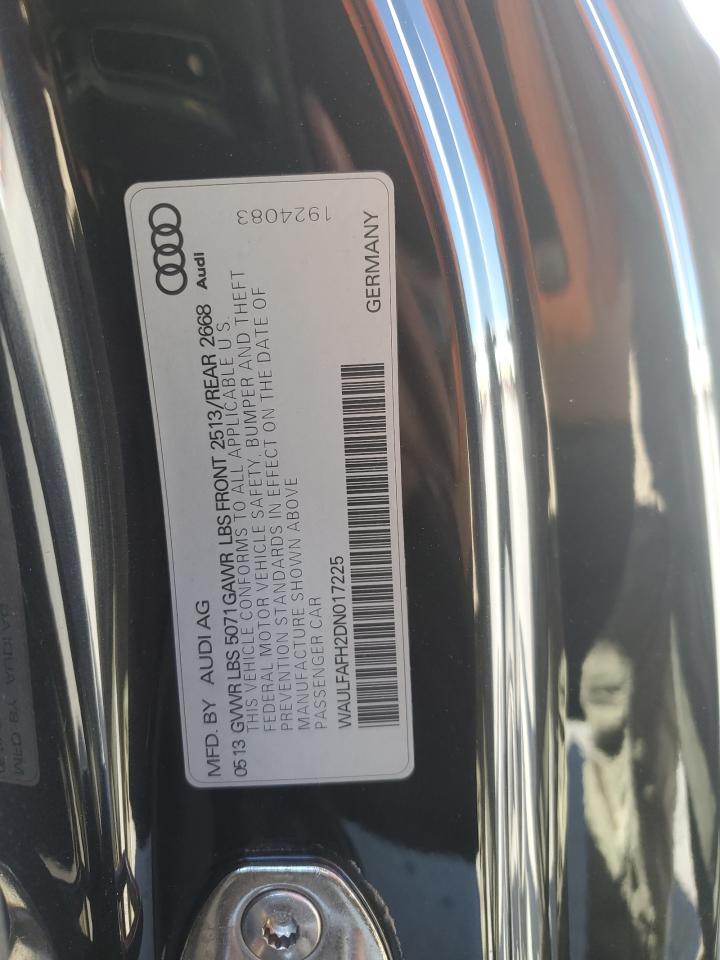 MFD. BY AUDI AG
Audi
05 13 GVWR LBS 5071 GAWR LBS FRONT 2513/REAR 2668
THIS VEHICLE CONFORMS TO ALL APPLICABLE U S.
FEDERAL MOTOR VEHICLE SAFETY, BUMPER AND THEFT
PREVENTION STANDARDS IN EFFECT ON THE DATE OF
MANUFACTURE SHOWN ABOVE
PASSENGER CAR
1924083
WAULFAFH2DN017225
GERMANY